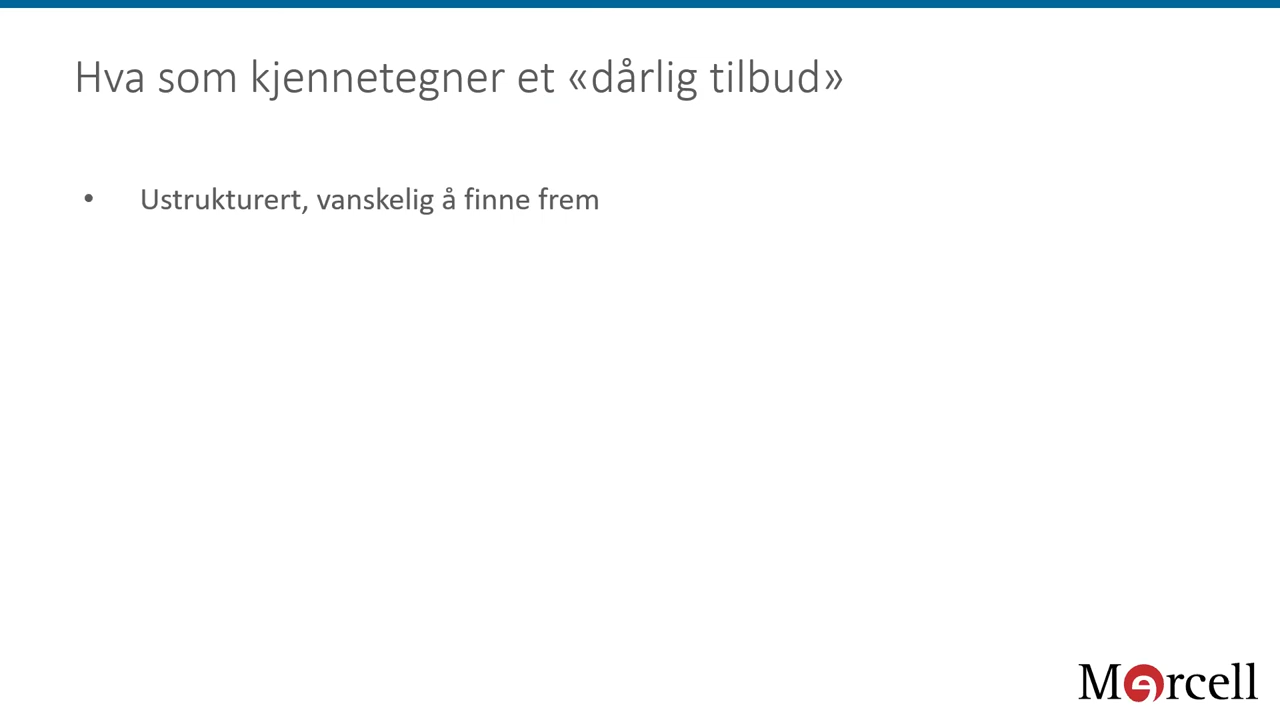 Hva som kjennetegner et «dårlig tilbud»
• Ustrukturert, vanskelig å finne frem
Mercell